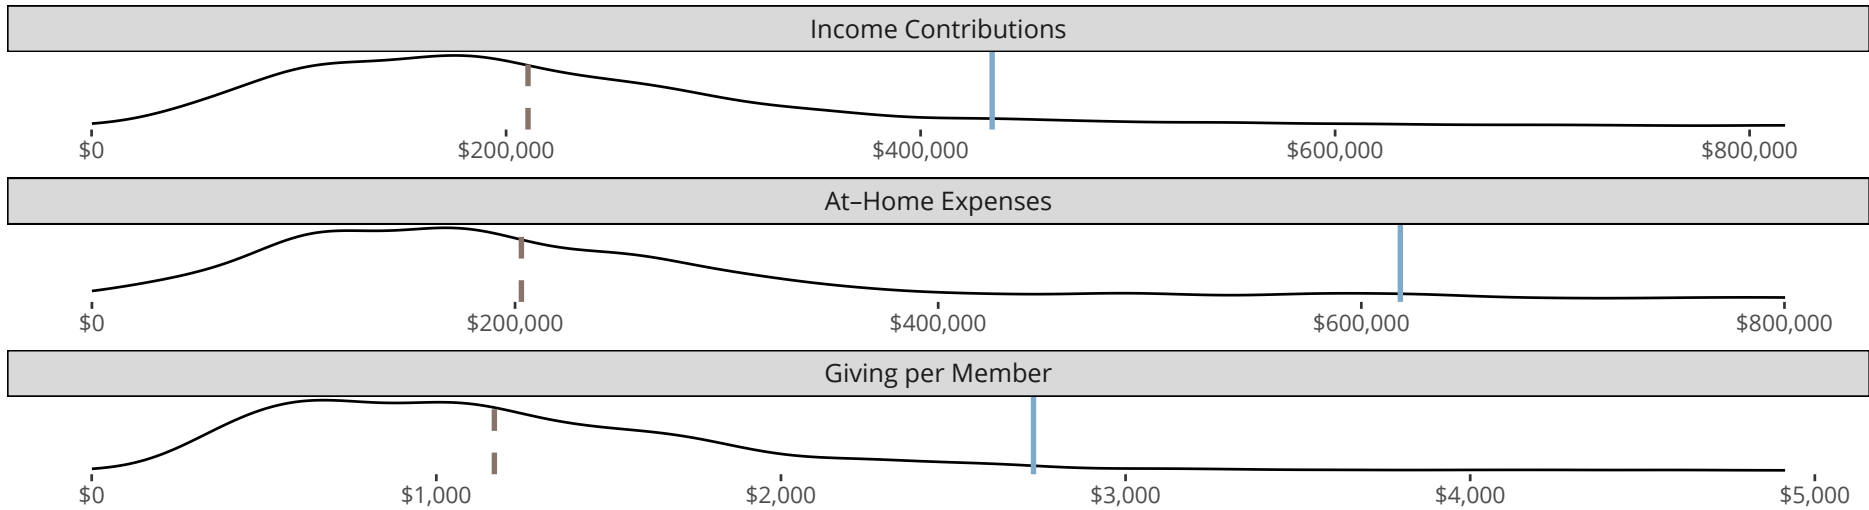 Income Contributions
$0 $200,000 $400,000 $600,000 $800,000
At–Home Expenses
$0 $200,000 $400,000 $600,000 $800,000
Giving per Member
$0 $1,000 $2,000 $3,000 $4,000 $5,000